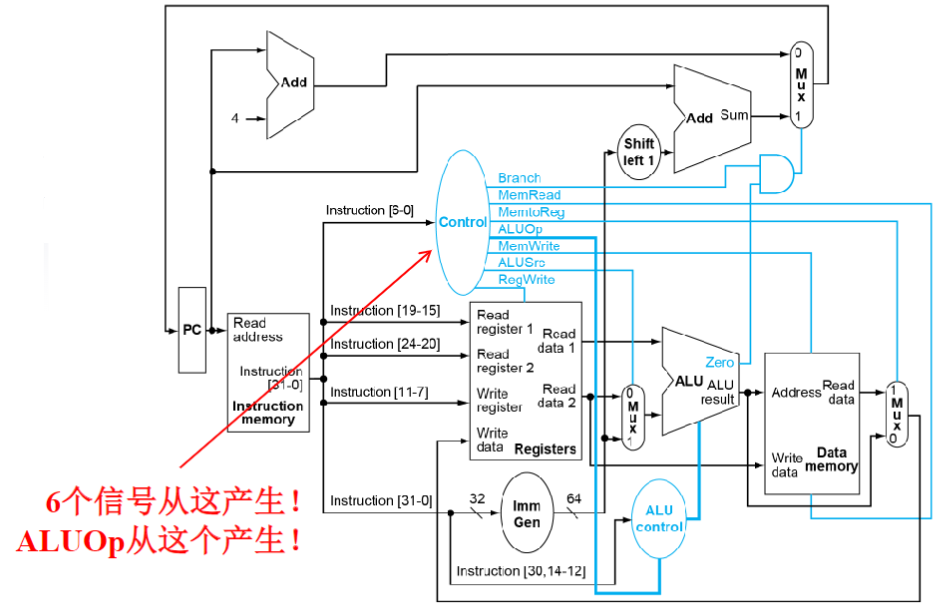 0
M
u
x
1
Add
4
Add Sum
Shift
left 1
Branch
MemRead
MemtoReg
ALUOp
MemWrite
ALUSrc
RegWrite
Control
Instruction [6-0]
Instruction [19-15]
Instruction [24-20]
Instruction [11-7]
PC
Read
address
Instruction
[31-0]
Instruction
memory
Read
register 1
Read
register 2
Write
register
Write
data
Read
data 1
Read
data 2
Registers
0
M
u
x
1
Zero
ALU
ALU
result
Address
Read
data
Write
data
Data
memory
1
M
u
x
0
Instruction [31-0]
32
Imm
Gen
64
ALU
control
Instruction [30,14-12]
6个信号从这产生！
ALUOp从这个产生！